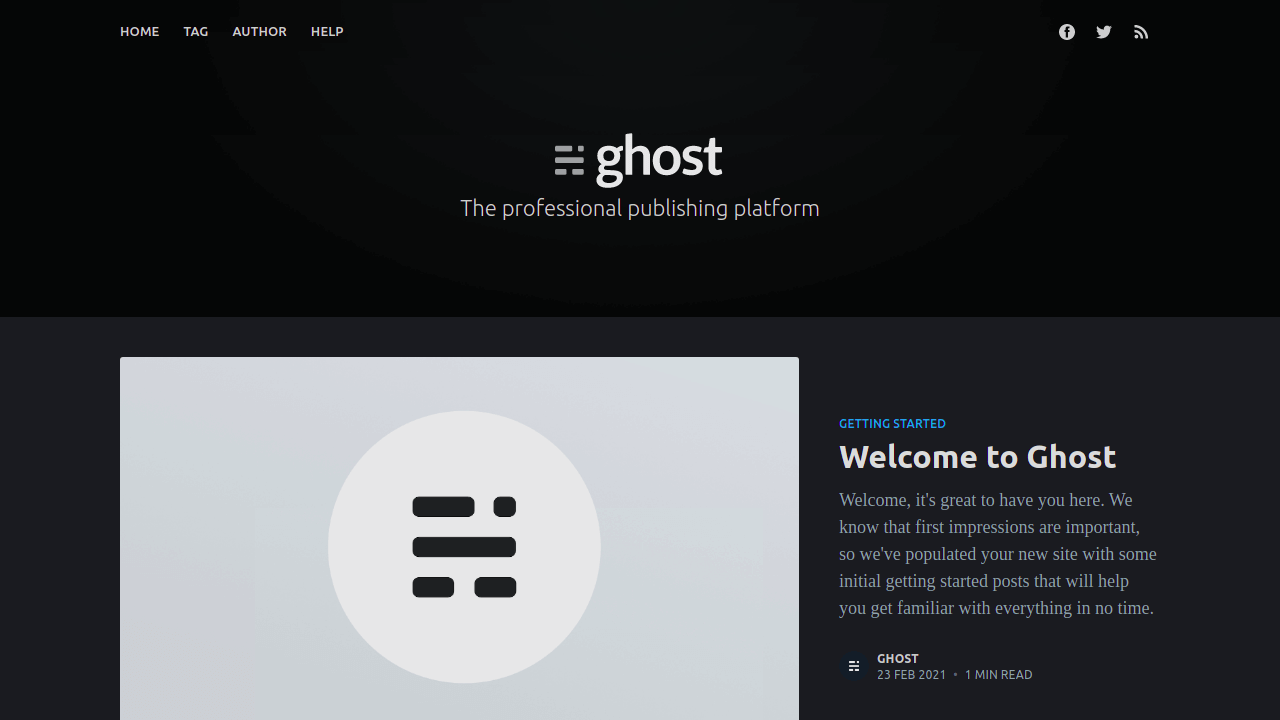 HOME TAG AUTHOR HELP
ghost
The professional publishing platform
GETTING STARTED
Welcome to Ghost
Welcome, it's great to have you here. We
know that first impressions are important,
so we've populated your new site with some
initial getting started posts that will help
you get familiar with everything in no time.
GHOST
23 FEB 2021 • 1 MIN READ